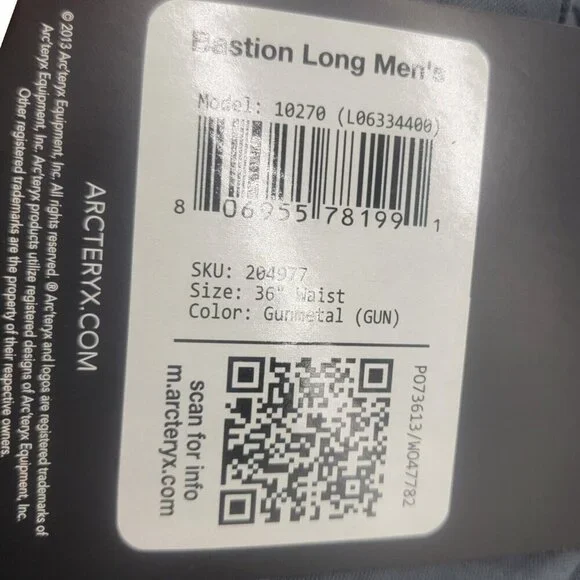 Bastion Long Men's
Model: 10270 (L06334400)
8 06955 78199 1
SKU: 204977
Size: 36" Waist
Color: Gunmetal (GUN)
scan for info
m.arcteryx.com
PO73613/WO47782
ARCTERYX.COM
© 2013 Arc'teryx Equipment, Inc. All rights reserved. ® Arc'teryx and logos are registered trademarks of
Arc'teryx Equipment, Inc. Arc'teryx products utilize registered designs of Arc'teryx Equipment, Inc.
Other registered trademarks are the property of their respective owners.